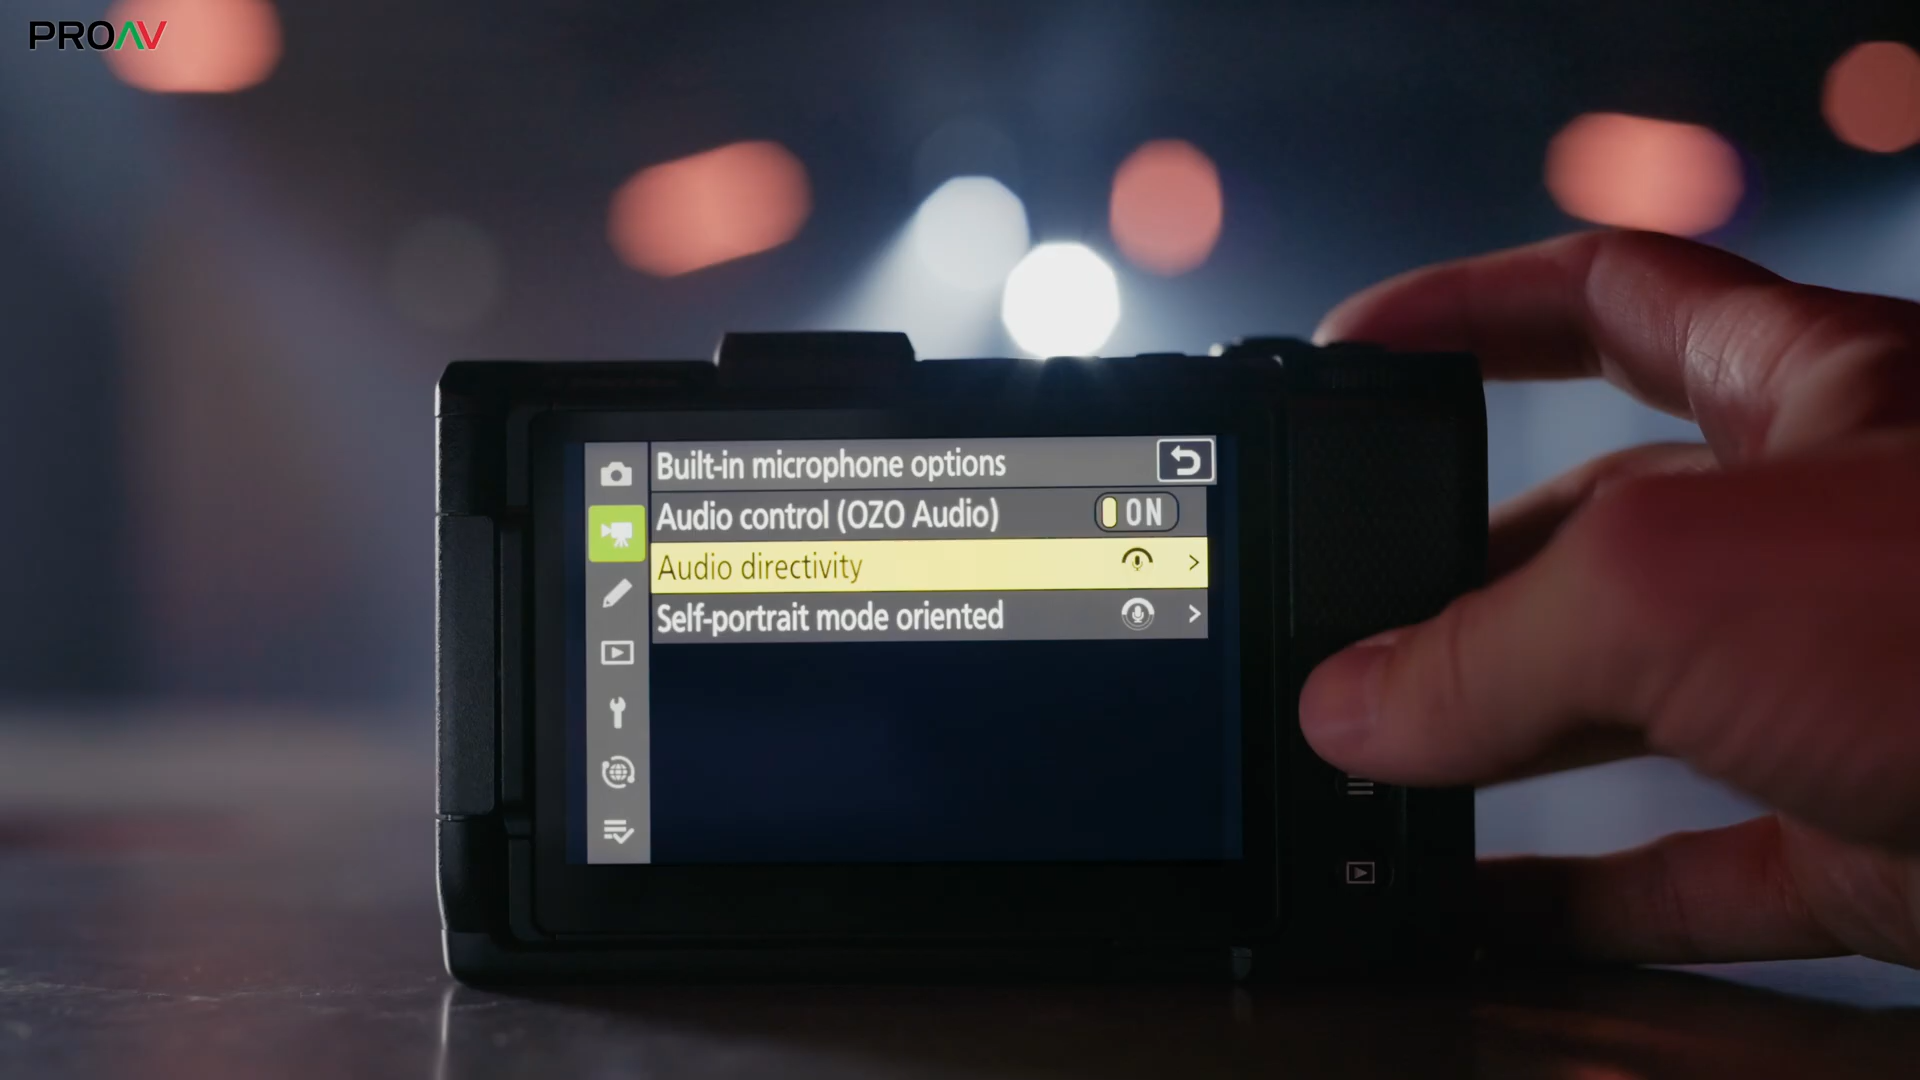 PROAV
Built-in microphone options
Audio control (OZO Audio) ON
Audio directivity
Self-portrait mode oriented